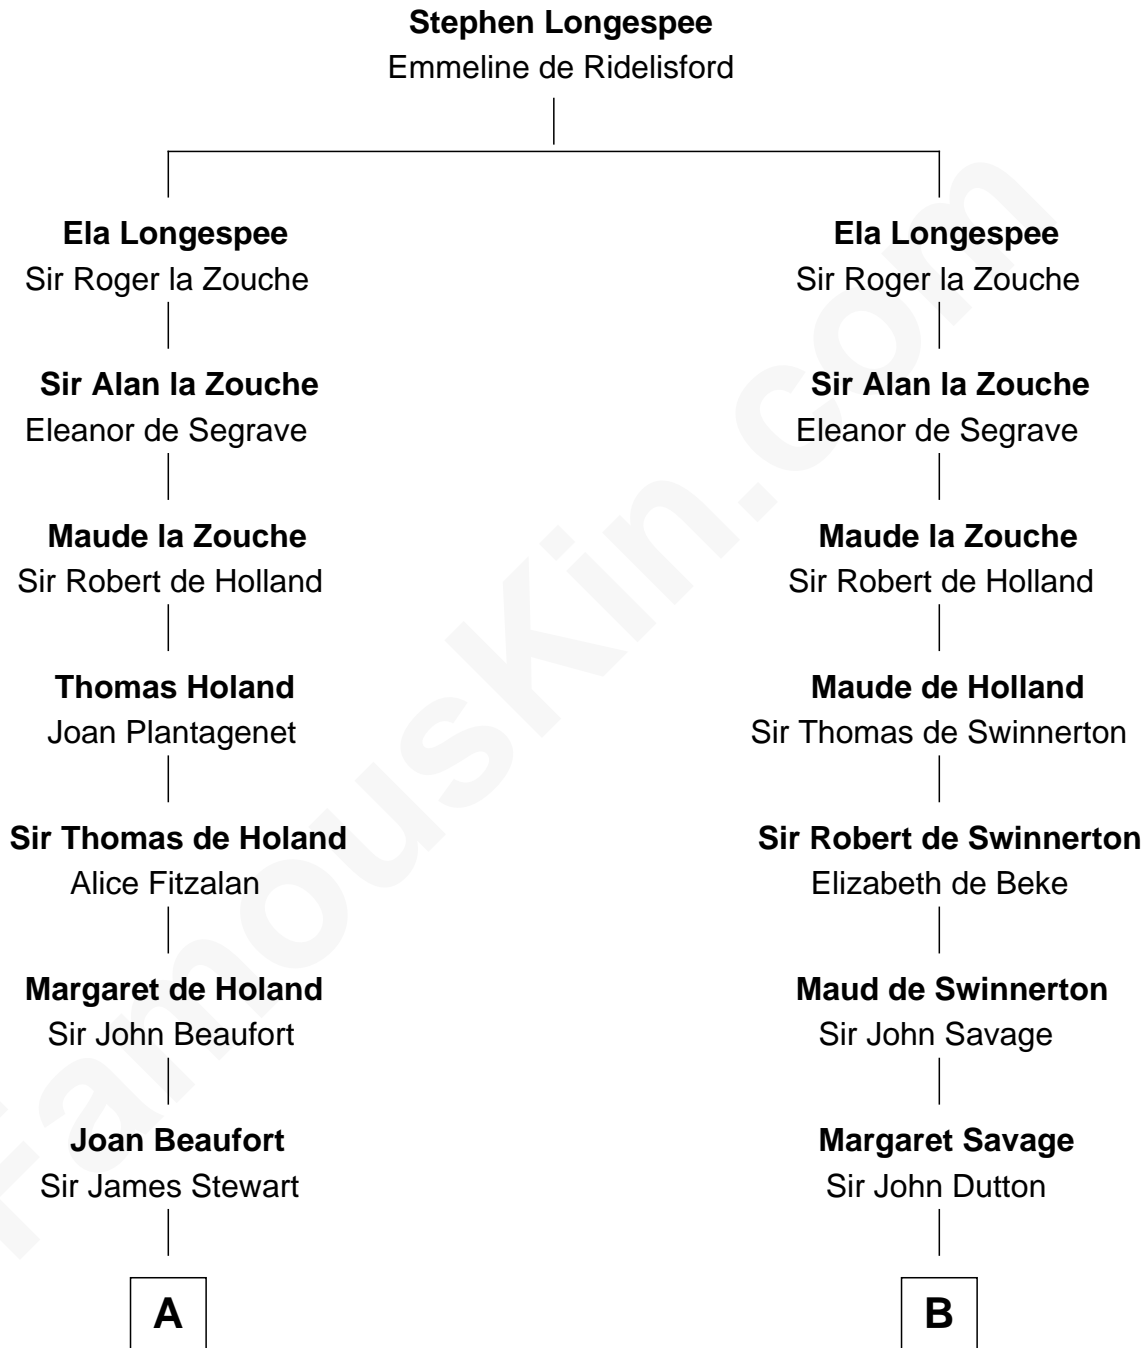 Stephen Longespee
Emmeline de Ridelisford
Ela Longespee
Sir Roger la Zouche
Sir Alan la Zouche
Eleanor de Segrave
Maude la Zouche
Sir Robert de Holland
Thomas Holand
Joan Plantagenet
Sir Thomas de Holand
Alice Fitzalan
Margaret de Holand
Sir John Beaufort
Joan Beaufort
Sir James Stewart
A
Ela Longespee
Sir Roger la Zouche
Sir Alan la Zouche
Eleanor de Segrave
Maude la Zouche
Sir Robert de Holland
Maude de Holland
Sir Thomas de Swinnerton
Sir Robert de Swinnerton
Elizabeth de Beke
Maud de Swinnerton
Sir John Savage
Margaret Savage
Sir John Dutton
B
FamousKin.com